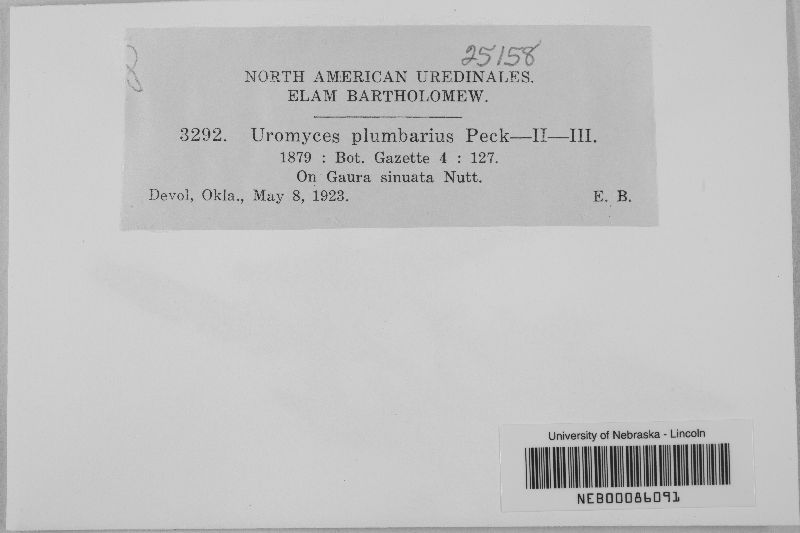 25158
NORTH AMERICAN UREDINALES.
ELAM BARTHOLOMEW.
3292. Uromyces plumbarius Peck—II—III.
1879 : Bot. Gazette 4 : 127.
On Gaura sinuata Nutt.
Devol, Okla., May 8, 1923. E. B.
University of Nebraska - Lincoln
NEB00086091